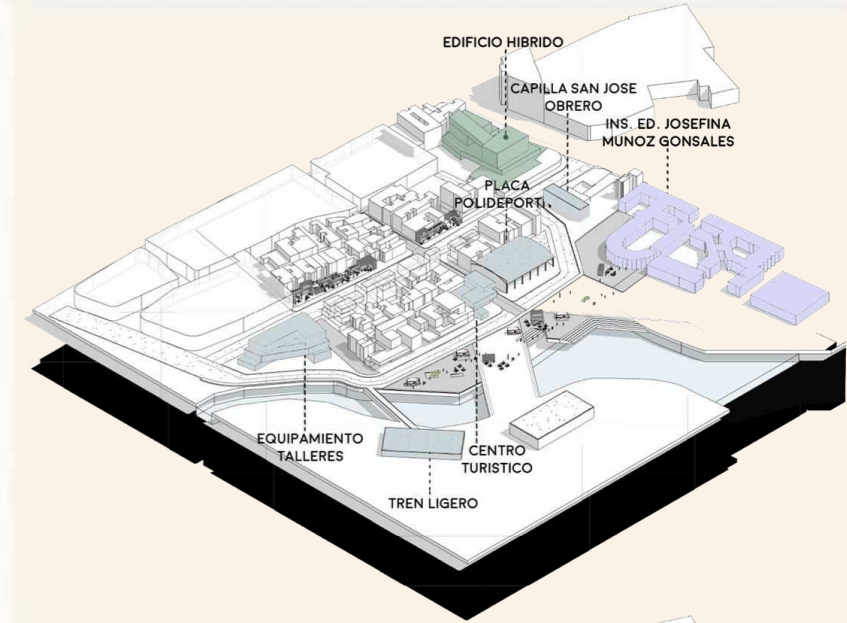 EDIFICIO HIBRIDO
CAPILLA SAN JOSE
OBRERO
INS. ED. JOSEFINA
MUNOZ GONSALES
PLACA
POLIDEPORTI
EQUIPAMIENTO
TALLERES
CENTRO
TURISTICO
TREN LIGERO